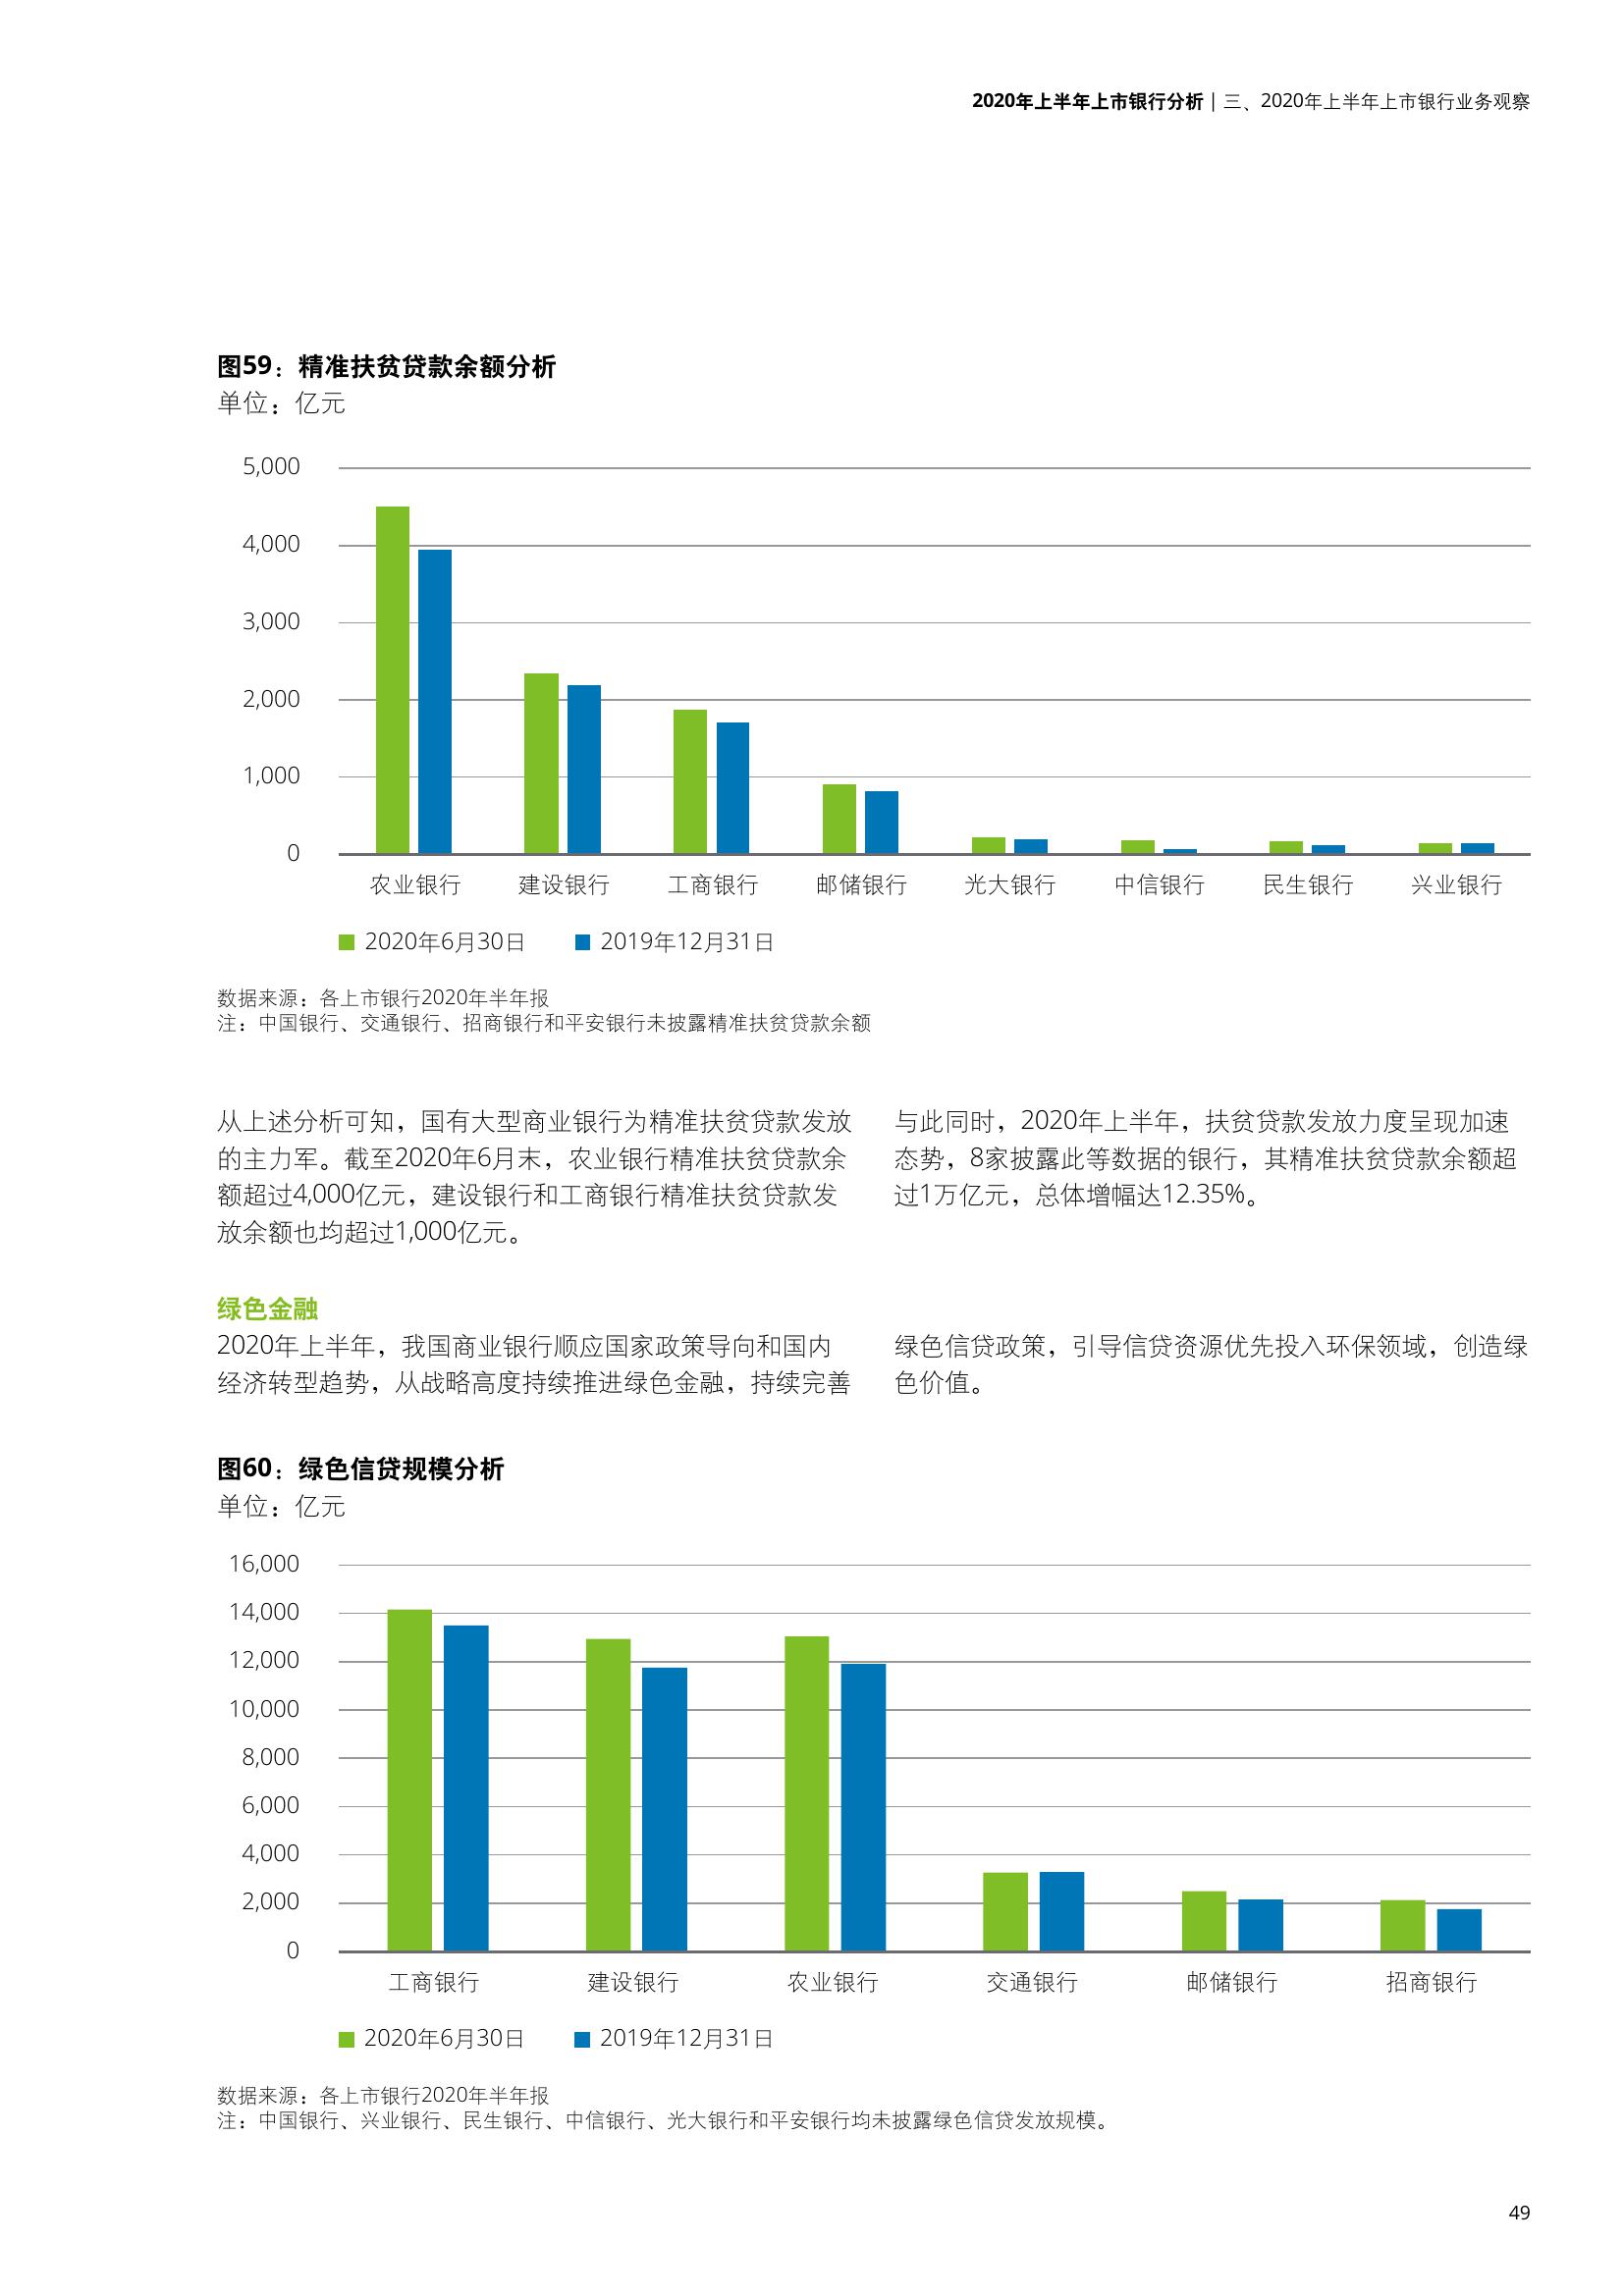 2020年上半年上市银行分析 | 三、2020年上半年上市银行业务观察
图59：精准扶贫贷款余额分析
单位：亿元
5,000
4,000
3,000
2,000
1,000
0
农业银行 建设银行 工商银行 邮储银行 光大银行 中信银行 民生银行 兴业银行
2020年6月30日 2019年12月31日
数据来源：各上市银行2020年半年报
注：中国银行、交通银行、招商银行和平安银行未披露精准扶贫贷款余额
从上述分析可知，国有大型商业银行为精准扶贫贷款发放
的主力军。截至2020年6月末，农业银行精准扶贫贷款余
额超过4,000亿元，建设银行和工商银行精准扶贫贷款发
放余额也均超过1,000亿元。
与此同时，2020年上半年，扶贫贷款发放力度呈现加速
态势，8家披露此等数据的银行，其精准扶贫贷款余额超
过1万亿元，总体增幅达12.35%。
绿色金融
2020年上半年，我国商业银行顺应国家政策导向和国内
经济转型趋势，从战略高度持续推进绿色金融，持续完善
绿色信贷政策，引导信贷资源优先投入环保领域，创造绿
色价值。
图60：绿色信贷规模分析
单位：亿元
16,000
14,000
12,000
10,000
8,000
6,000
4,000
2,000
0
工商银行 建设银行 农业银行 交通银行 邮储银行 招商银行
2020年6月30日 2019年12月31日
数据来源：各上市银行2020年半年报
注：中国银行、兴业银行、民生银行、中信银行、光大银行和平安银行均未披露绿色信贷发放规模。
49